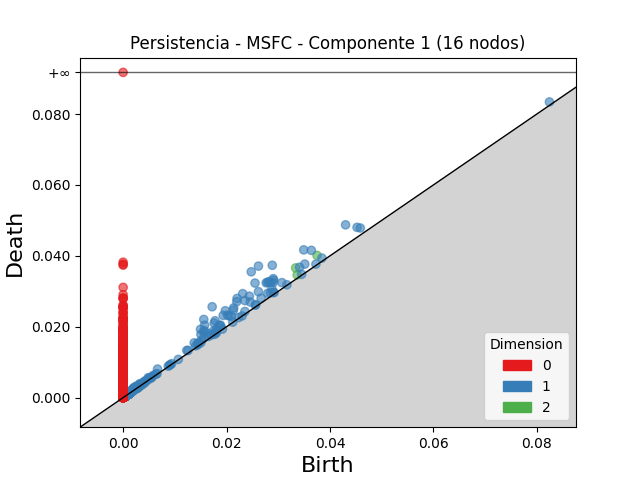 Persistencia - MSFC - Componente 1 (16 nodos)
+∞
0.080
0.060
0.040
0.020
0.000
Death
0.00 0.02 0.04 0.06 0.08
Birth
Dimension
0
1
2